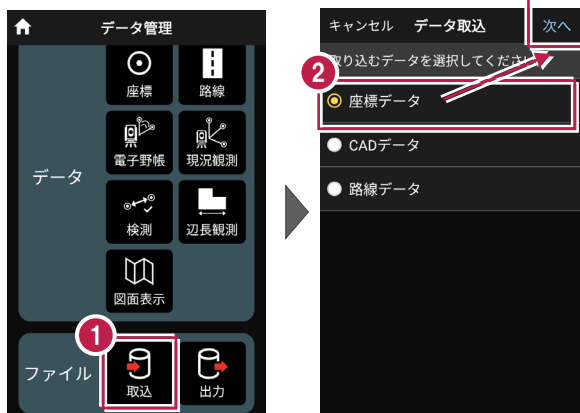 データ管理
座標
路線
電子野帳
現況観測
データ
検測
辺長観測
図面表示
1
ファイル
取込
出力
キャンセル データ取込 次へ
取り込むデータを選択してくださ
2
座標データ
CADデータ
路線データ